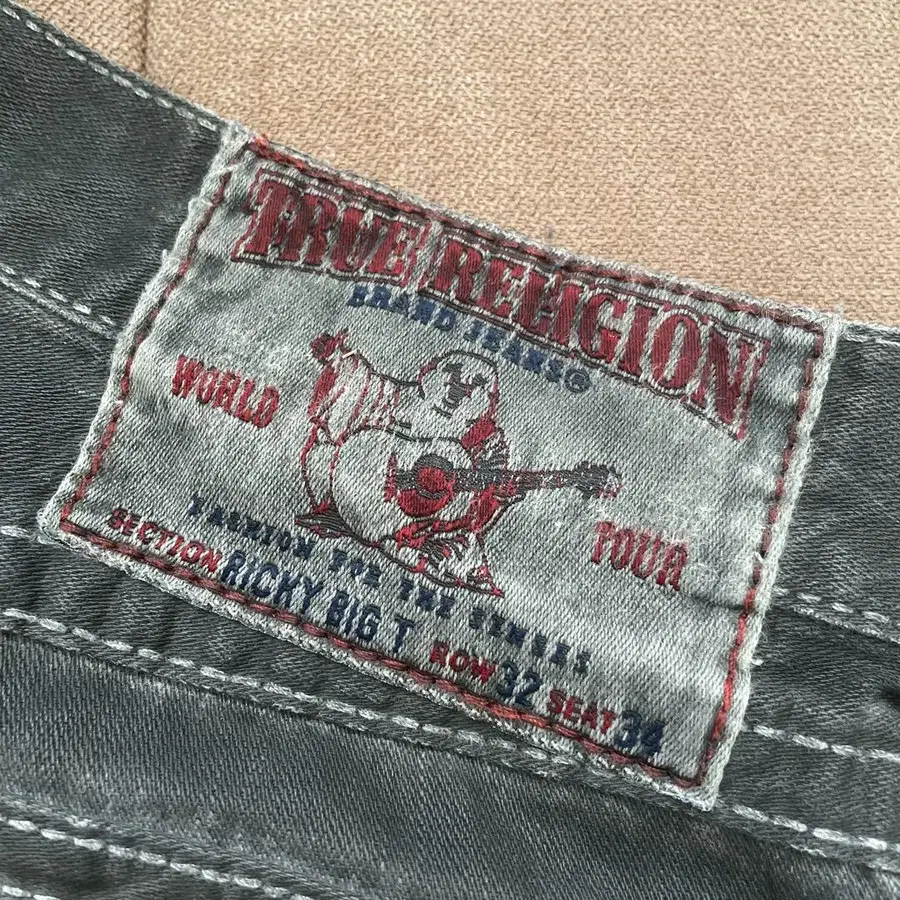 TRUE RELIGION
BRAND JEANS®
WORLD TOUR
FASHION FOR THE SENSES
SECTION RICKY BIG T ROW 32 SEAT 34